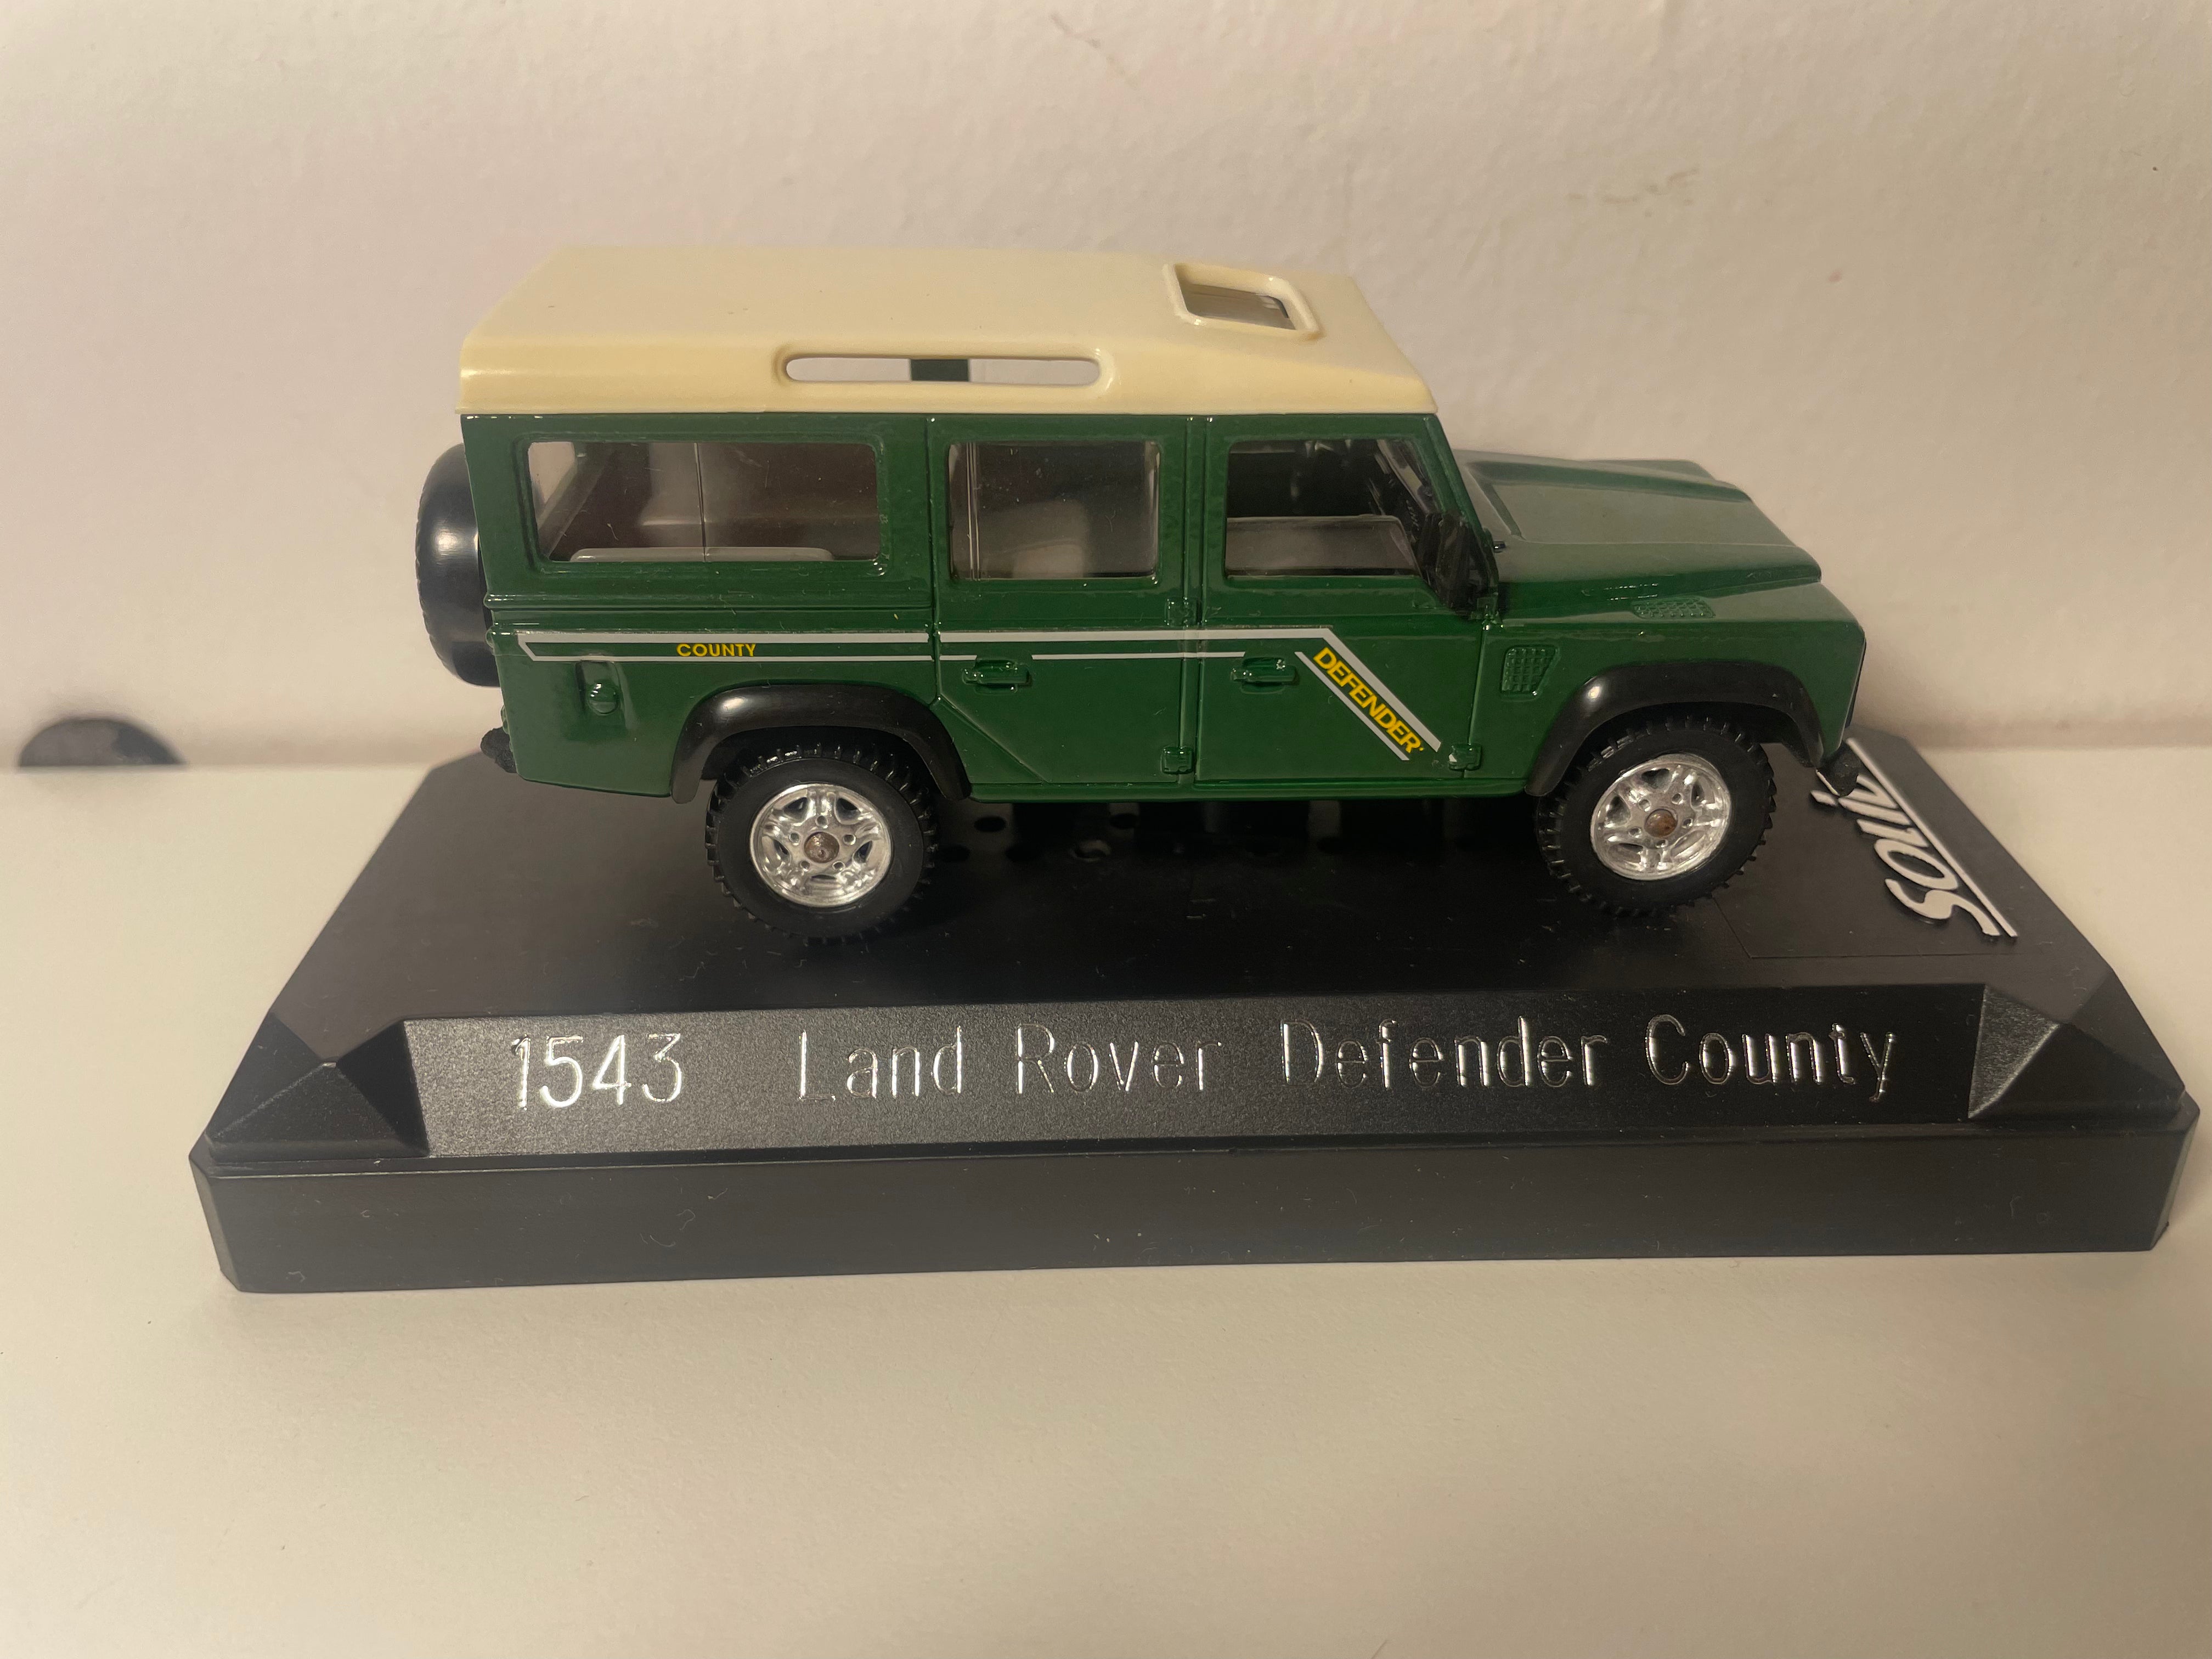 COUNTY
DEFENDER
Solido
1543 Land Rover Defender County